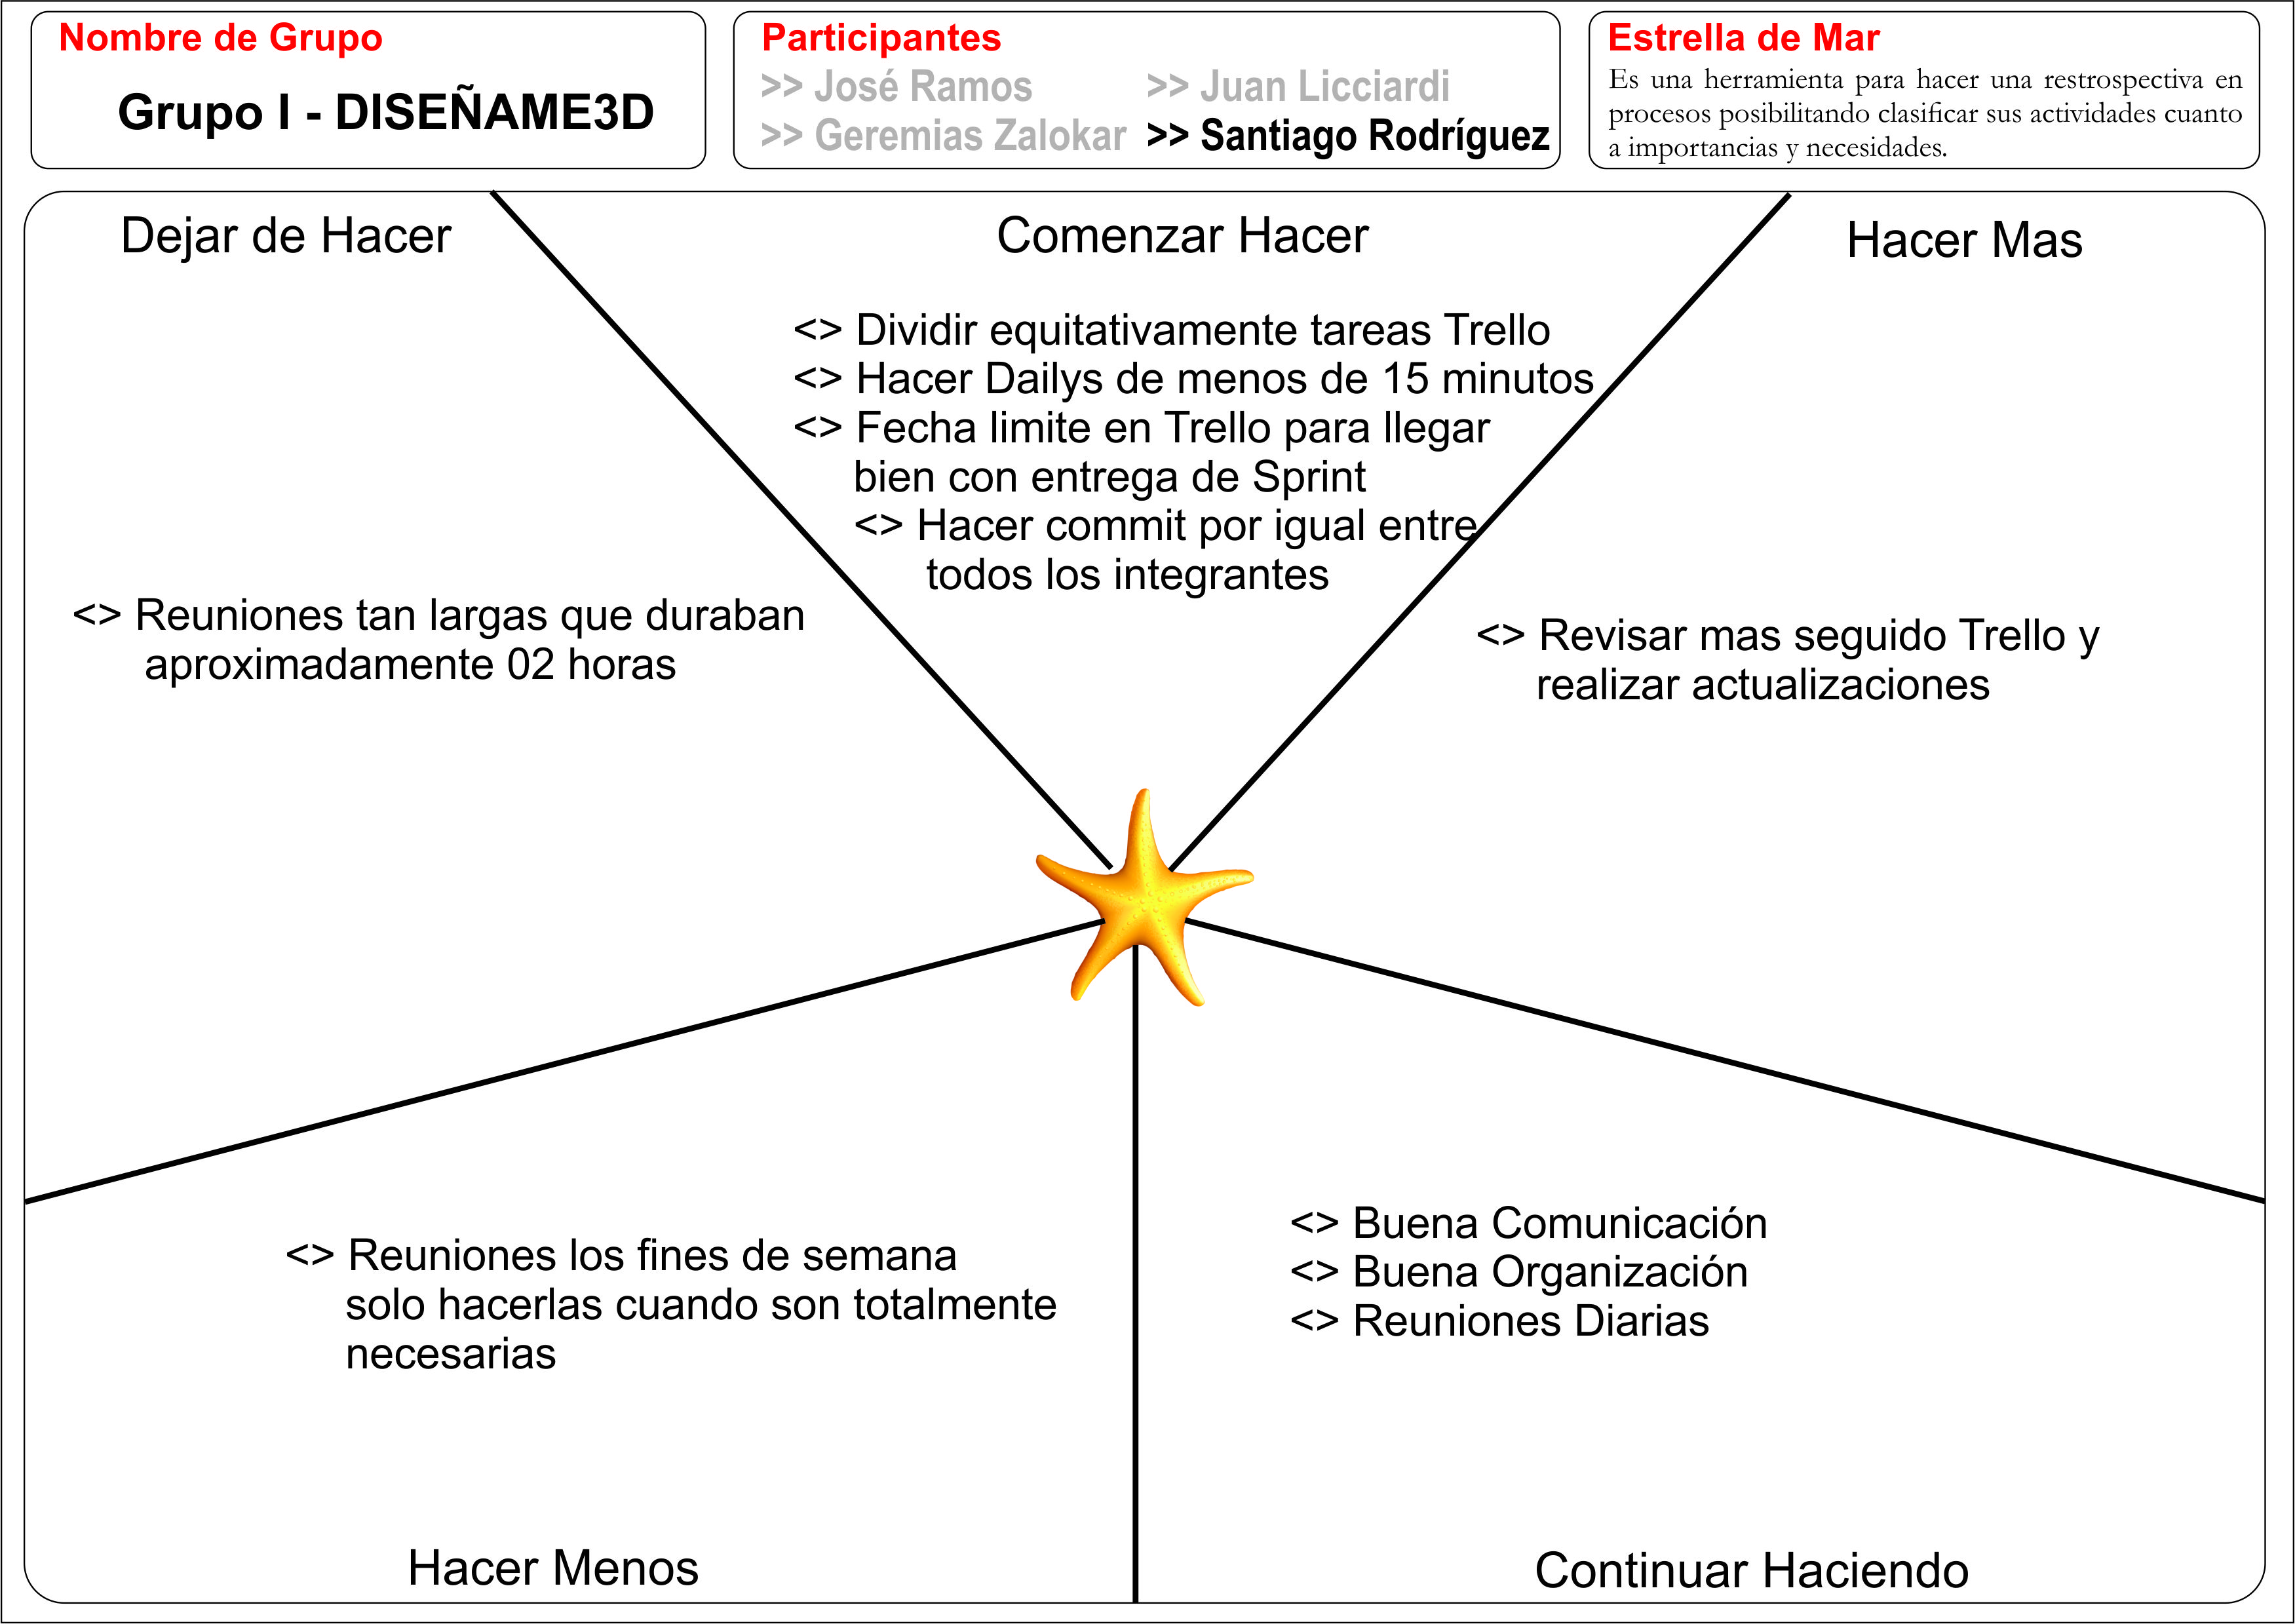 Nombre de Grupo
Grupo I - DISEÑAME3D
Participantes
>> José Ramos
>> Juan Licciardi
>> Geremias Zalokar
>> Santiago Rodríguez
Estrella de Mar
Es una herramienta para hacer una restrospectiva en
procesos posibilitando clasificar sus actividades cuanto
a importancias y necesidades.
Dejar de Hacer
<> Reuniones tan largas que duraban
aproximadamente 02 horas
Comenzar Hacer
<> Dividir equitativamente tareas Trello
<> Hacer Dailys de menos de 15 minutos
<> Fecha limite en Trello para llegar
bien con entrega de Sprint
<> Hacer commit por igual entre
todos los integrantes
Hacer Mas
<> Revisar mas seguido Trello y
realizar actualizaciones
<> Reuniones los fines de semana
solo hacerlas cuando son totalmente
necesarias
Hacer Menos
<> Buena Comunicación
<> Buena Organización
<> Reuniones Diarias
Continuar Haciendo